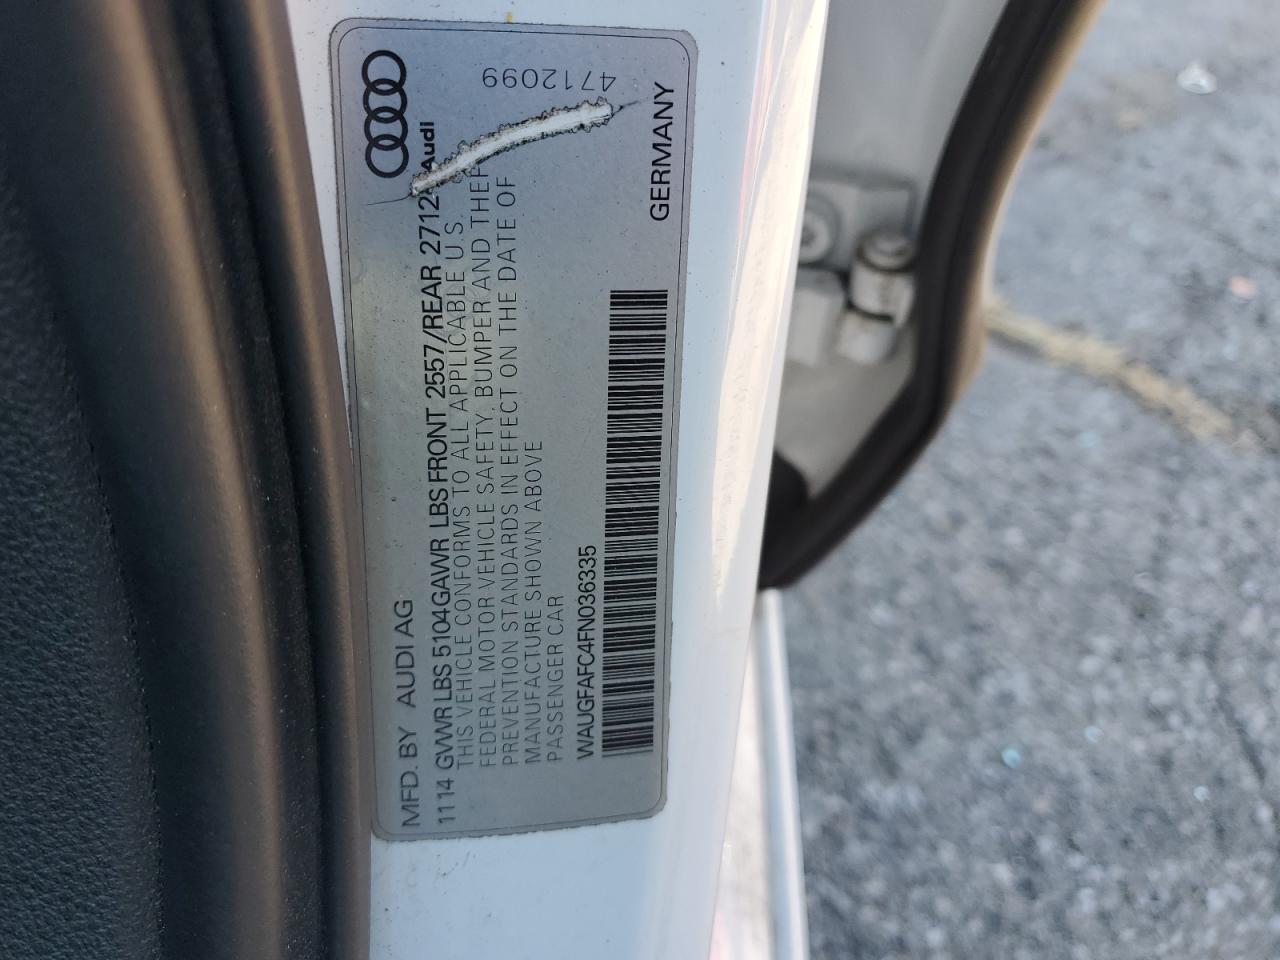 MFD. BY AUDI AG
1114 GVWR LBS 5104GAWR LBS FRONT 2557/REAR 2712
THIS VEHICLE CONFORMS TO ALL APPLICABLE U.S.
FEDERAL MOTOR VEHICLE SAFETY, BUMPER AND THEF
PREVENTION STANDARDS IN EFFECT ON THE DATE OF
MANUFACTURE SHOWN ABOVE
PASSENGER CAR
WAUGFAFC4FN036335
Audi
4712099
GERMANY